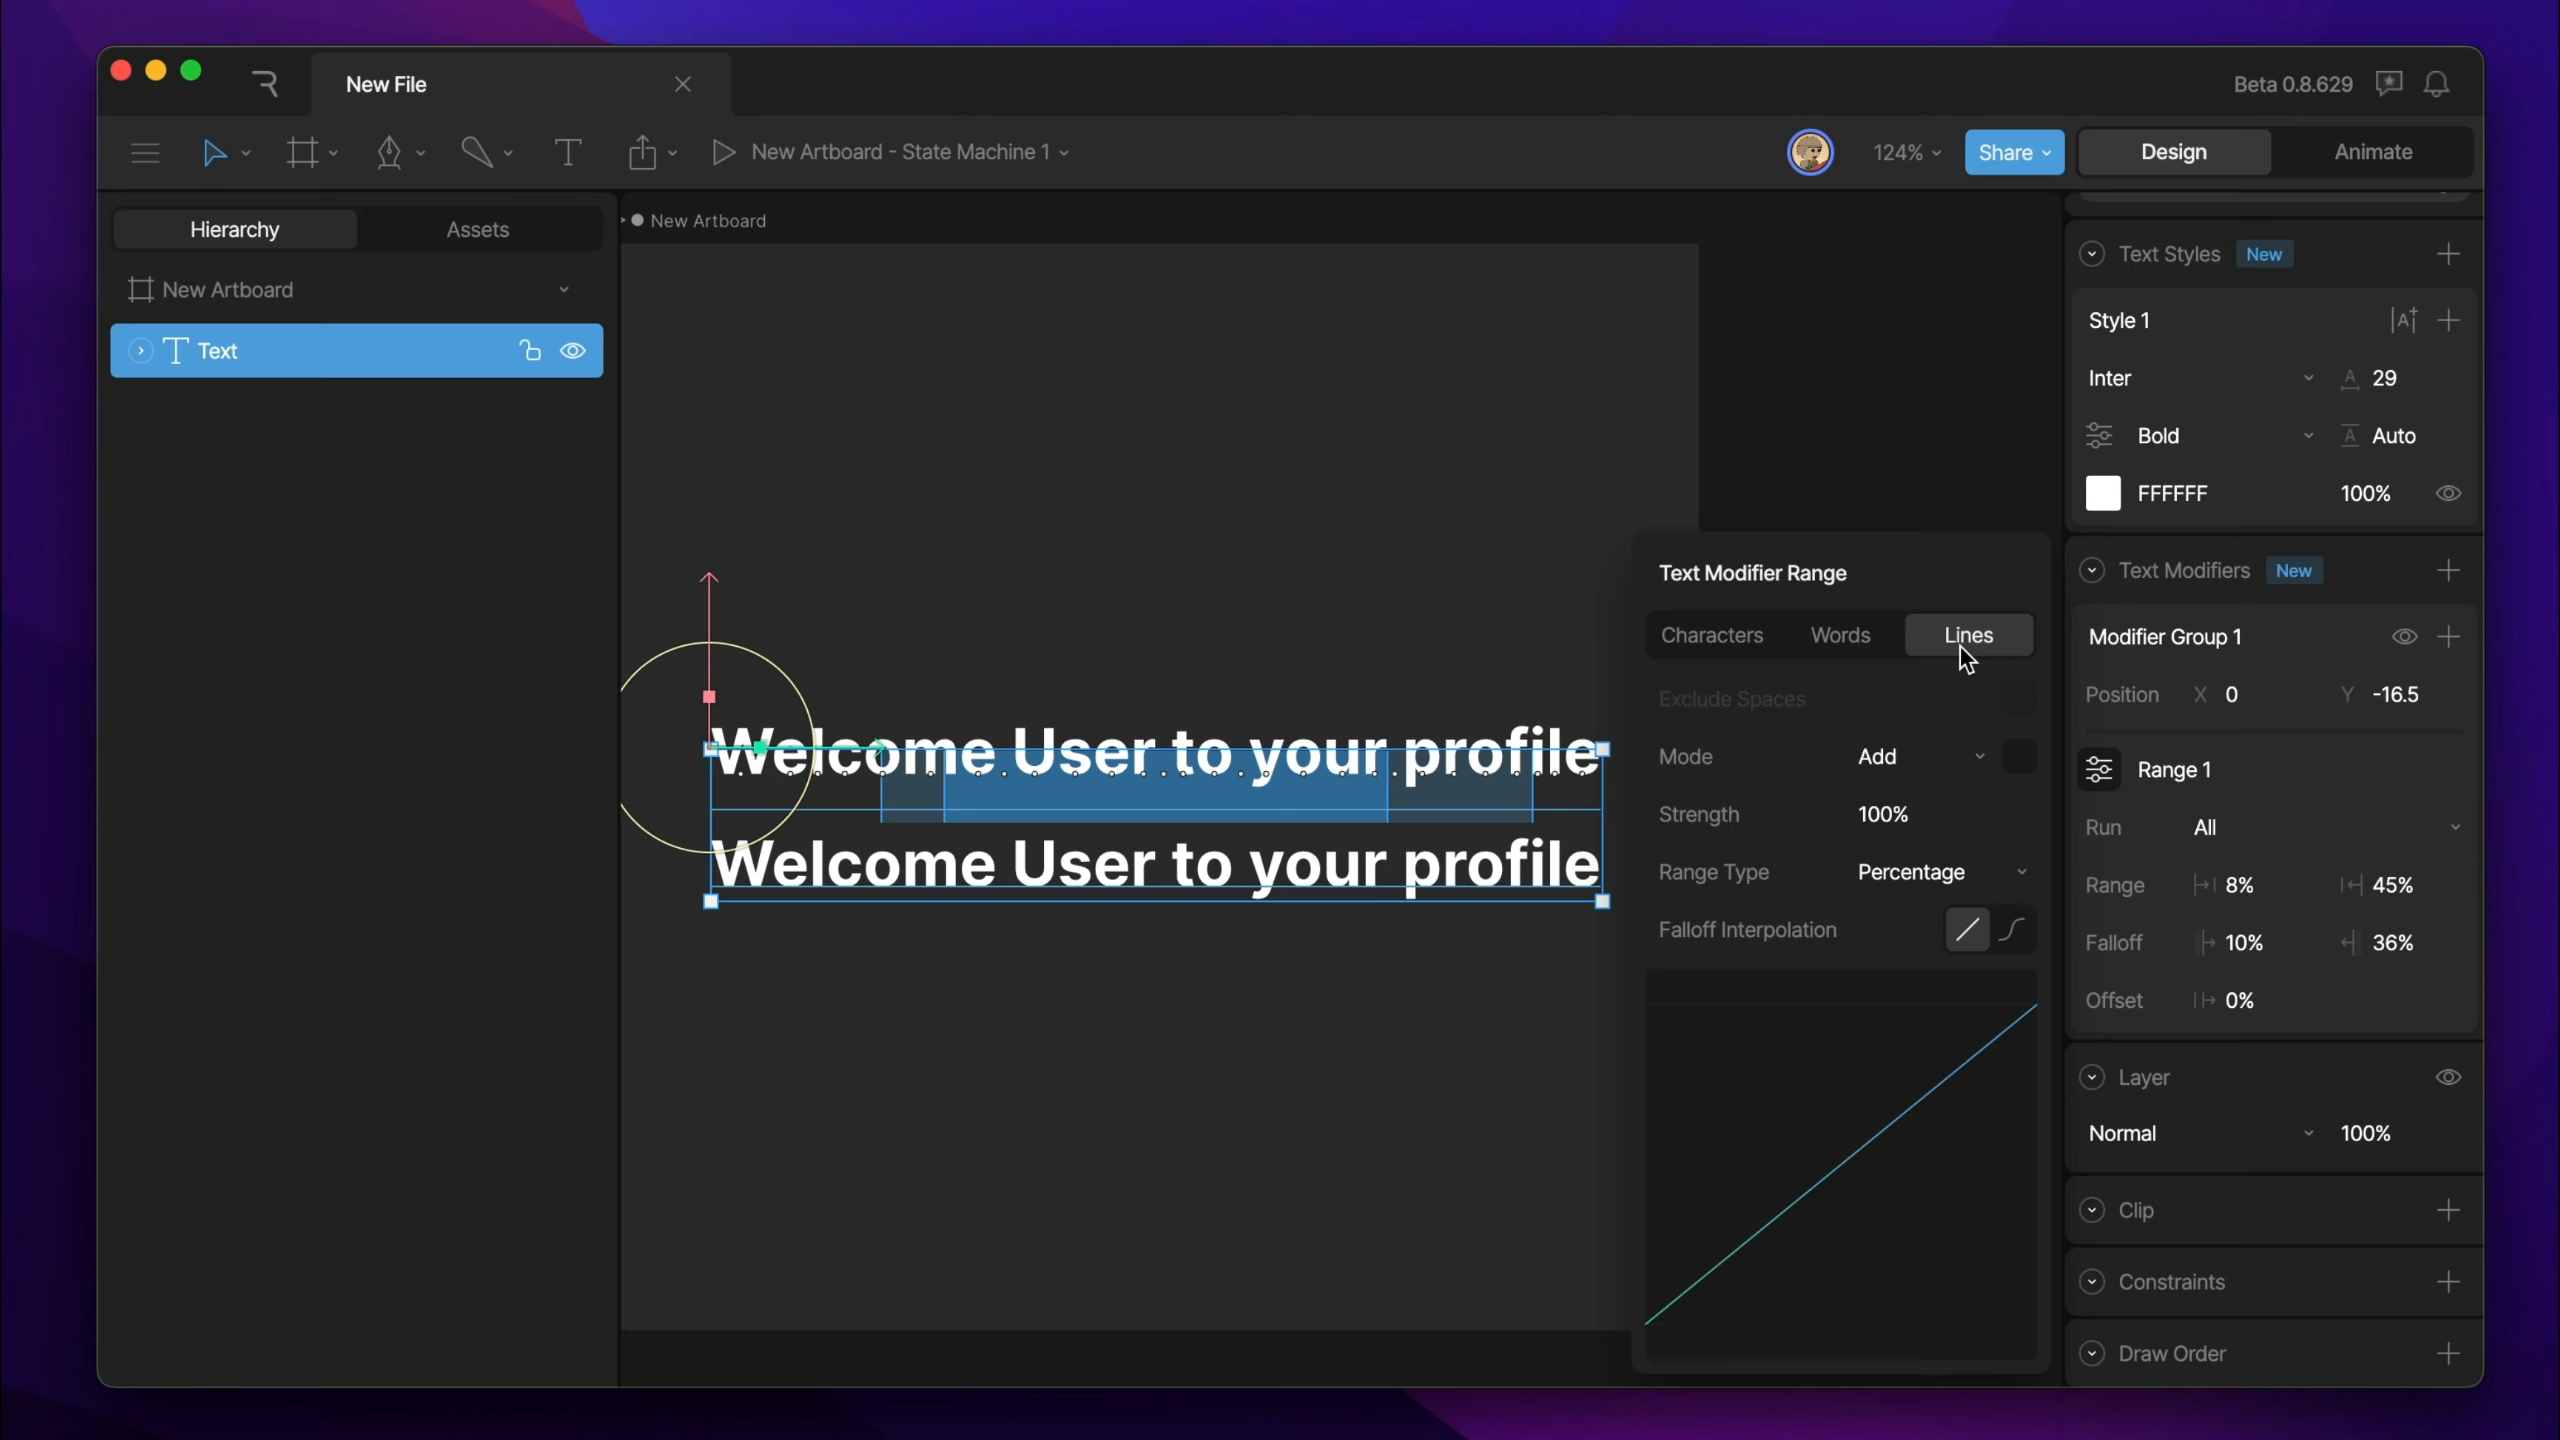 New File
Beta 0.8.629
New Artboard - State Machine 1
124%
Share
Design
Animate
Hierarchy
Assets
New Artboard
Text
New Artboard
Welcome User to your profile
Welcome User to your profile
Text Modifier Range
Characters
Words
Lines
Exclude Spaces
Mode
Add
Strength
100%
Range Type
Percentage
Falloff Interpolation
Text Styles
New
Style 1
Inter
29
Bold
Auto
FFFFFF
100%
Text Modifiers
New
Modifier Group 1
Position X 0 Y -16.5
Range 1
Run All
Range 8% 45%
Falloff 10% 36%
Offset 0%
Layer
Normal 100%
Clip
Constraints
Draw Order